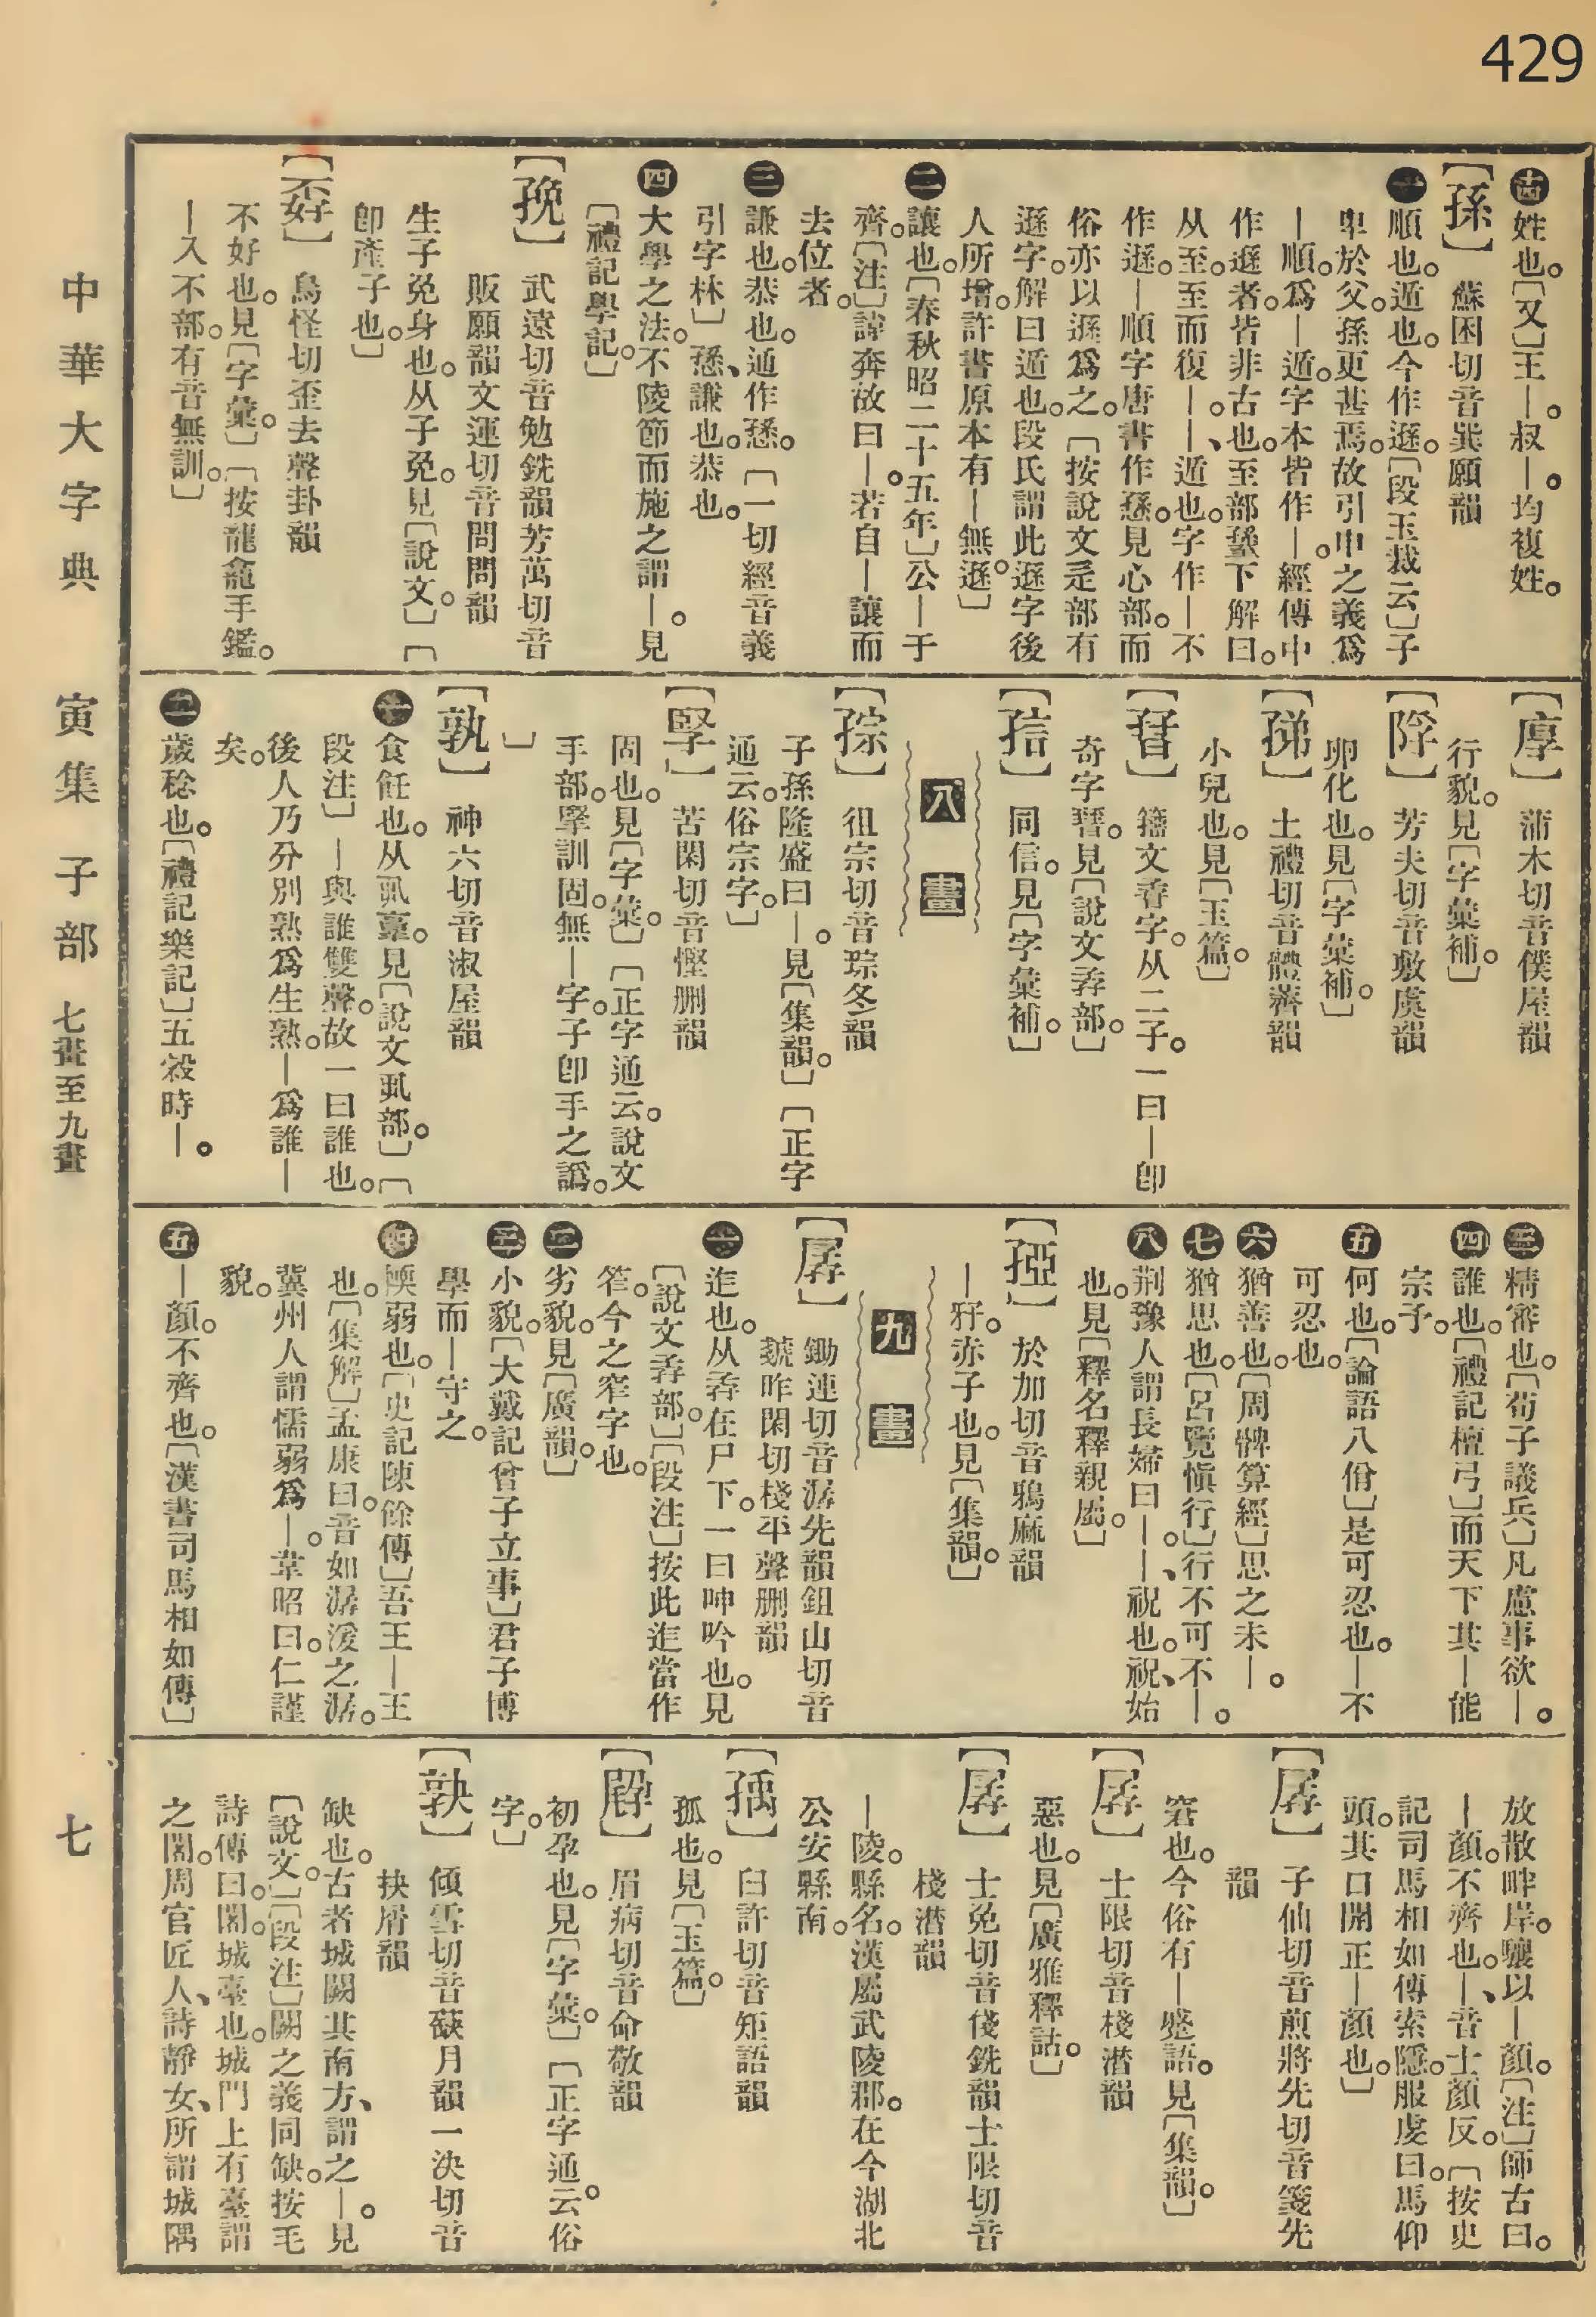 429
㘴姓也。〔又〕王—。叔—。均複姓。
【孫】蘇困切音巽願韻
㊀順也。遁也。今作遜。〔段玉裁云〕子
卑於父。孫更甚焉。故引申之義爲
—順。爲—遁。字本皆作—。經傳中
作遜者。皆非古也。至部臸下解曰。
从至。至而復—。—、遁也。字作—不
作遜。—順字唐書作愻。見心部。而
俗亦以遜爲之。〔按說文辵部有
遜字。解曰遁也。段氏謂此遜字後
人所增。許書原本有—無遜。〕
㊁讓也。〔春秋昭二十五年〕公—于
齊。〔注〕諱奔故曰—。若自—讓而
去位者。
㊂謙也。恭也。通作愻。〔一切經音義
引字林〕愻、謙也。恭也。
㊃大學之法。不陵節而施之謂—。見
〔禮記學記。〕
【㝃】武遠切音勉銑韻芳萬切音
販願韻文運切音問問韻
生子免身也。从子免。見〔說文。〕〔
卽產子也。〕
【孬】烏怪切歪去聲卦韻
不好也。見〔字彙。〕〔按龍龕手鑑。
—入不部。有音無訓。〕
【㡯】蒲木切音僕屋韻
行貌。見〔字彙補。〕
【㜑】芳夫切音敷虞韻
卵化也。見〔字彙補。〕
【㛱】土禮切音體薺韻
小兒也。見〔玉篇。〕
【孴】籀文孨字。从二子。一曰—卽
奇字𣌾。見〔說文孨部。〕
【𡥦】同信。見〔字彙補。〕
八 畫
【孮】徂宗切音琮冬韻
子孫隆盛曰—。見〔集韻。〕〔正字
通云。俗宗字。〕
【孯】苦閑切音慳刪韻
固也。見〔字彙。〕〔正字通云。說文
手部。掔訓固。無—字。子卽手之譌。
〕
【孰】神六切音淑屋韻
㊀食飪也。从丮𦎫。見〔說文丮部。〕〔
段注〕—與誰雙聲。故一曰誰也。
後人乃分別熟爲生熟。—爲誰—
矣。
㊁歲稔也。〔禮記樂記〕五穀時—。
㊂精審也。〔荀子議兵〕凡慮事欲—。
㊃誰也。〔禮記檀弓〕而天下其—能
宗予。
㊄何也。〔論語八佾〕是可忍也。—不
可忍也。
㊅猶善也。〔周髀算經〕思之未—。
㊆猶思也。〔呂覽愼行〕行不可不—。
㊇荆豫人謂長婦曰—。—、祝也。祝、始
也。見〔釋名釋親屬。〕
【孲】於加切音鴉麻韻
—㜾。赤子也。見〔集韻。〕
九 畫
【孱】鋤連切音潺先韻鉏山切音
虥昨閑切棧平聲刪韻
㊀迮也。从孨在尸下。一曰呻吟也。見
〔說文孨部。〕〔段注〕按此迮當作
笮。今之窄字也。
㊁劣貌。見〔廣韻。〕
㊂小貌。〔大戴記曾子立事〕君子博
學而—守之。
㊃愞弱也。〔史記陳餘傳〕吾王—王
也。〔集解〕孟康曰。音如潺湲之潺。
冀州人謂懦弱爲—。韋昭曰。仁謹
貌。
㊄—顏。不齊也。〔漢書司馬相如傳〕
放散畔岸。驤以—顏。〔注〕師古曰。
—顏。不齊也。—、音士顏反。〔按史
記司馬相如傳索隱。服虔曰。馬仰
頭。其口開正—顏也。〕
【孱】子仙切音煎將先切音箋先
韻
窘也。今俗有—蹙語。見〔集韻。〕
【孱】士限切音棧潸韻
惡也。見〔廣雅釋詁。〕
【孱】士免切音俴銑韻士限切音
棧潸韻
—陵。縣名。漢屬武陵郡。在今湖北
公安縣南。
【㝆】臼許切音矩語韻
孤也。見〔玉篇。〕
眉病切音命敬韻
初孕也。見〔字彙。〕〔正字通云。俗
字。〕
傾雪切音𦸼月韻一決切音
抉屑韻
缺也。古者城闕其南方、謂之—。見
〔說文。〕〔段注〕闕之義同缺。按毛
詩傳曰。闍。城臺也。城門上有臺謂
之闍。周官匠人、詩靜女、所謂城隅
中華大字典 寅集 子部 七畫至九畫 七